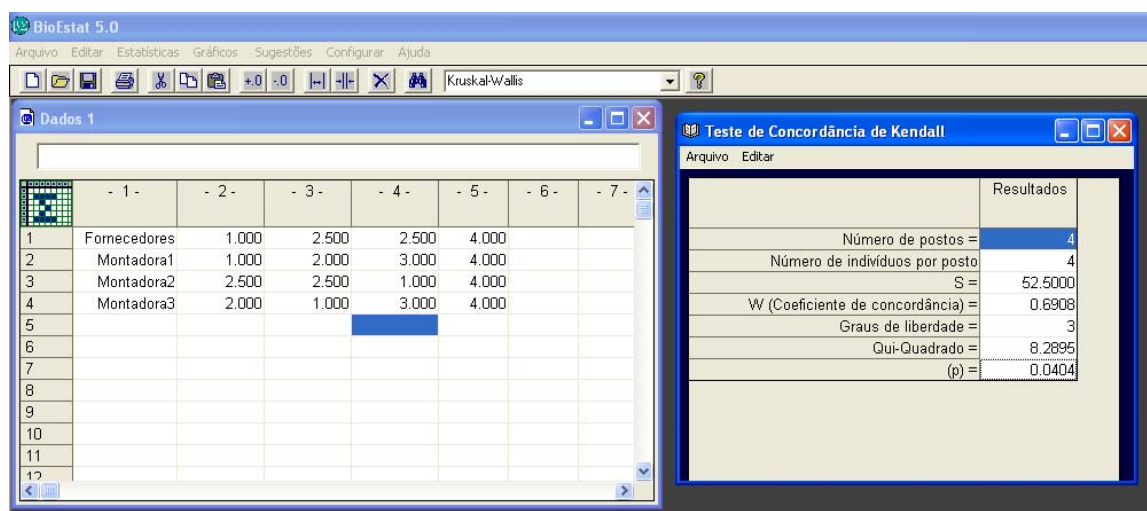 BioEstat 5.0
Arquivo Editar Estatísticas Gráficos Sugestões Configurar Ajuda
+.0 -.0 Kruskal-Wallis
Dados 1
- 1 - - 2 - - 3 - - 4 - - 5 - - 6 - - 7 -
1 Fornecedores 1.000 2.500 2.500 4.000
2 Montadora1 1.000 2.000 3.000 4.000
3 Montadora2 2.500 2.500 1.000 4.000
4 Montadora3 2.000 1.000 3.000 4.000
5
6
7
8
9
10
11
12
Teste de Concordância de Kendall
Arquivo Editar
Resultados
Número de postos = 4
Número de indivíduos por posto 4
S = 52.5000
W (Coeficiente de concordância) = 0.6908
Graus de liberdade = 3
Qui-Quadrado = 8.2895
(p) = 0.0404